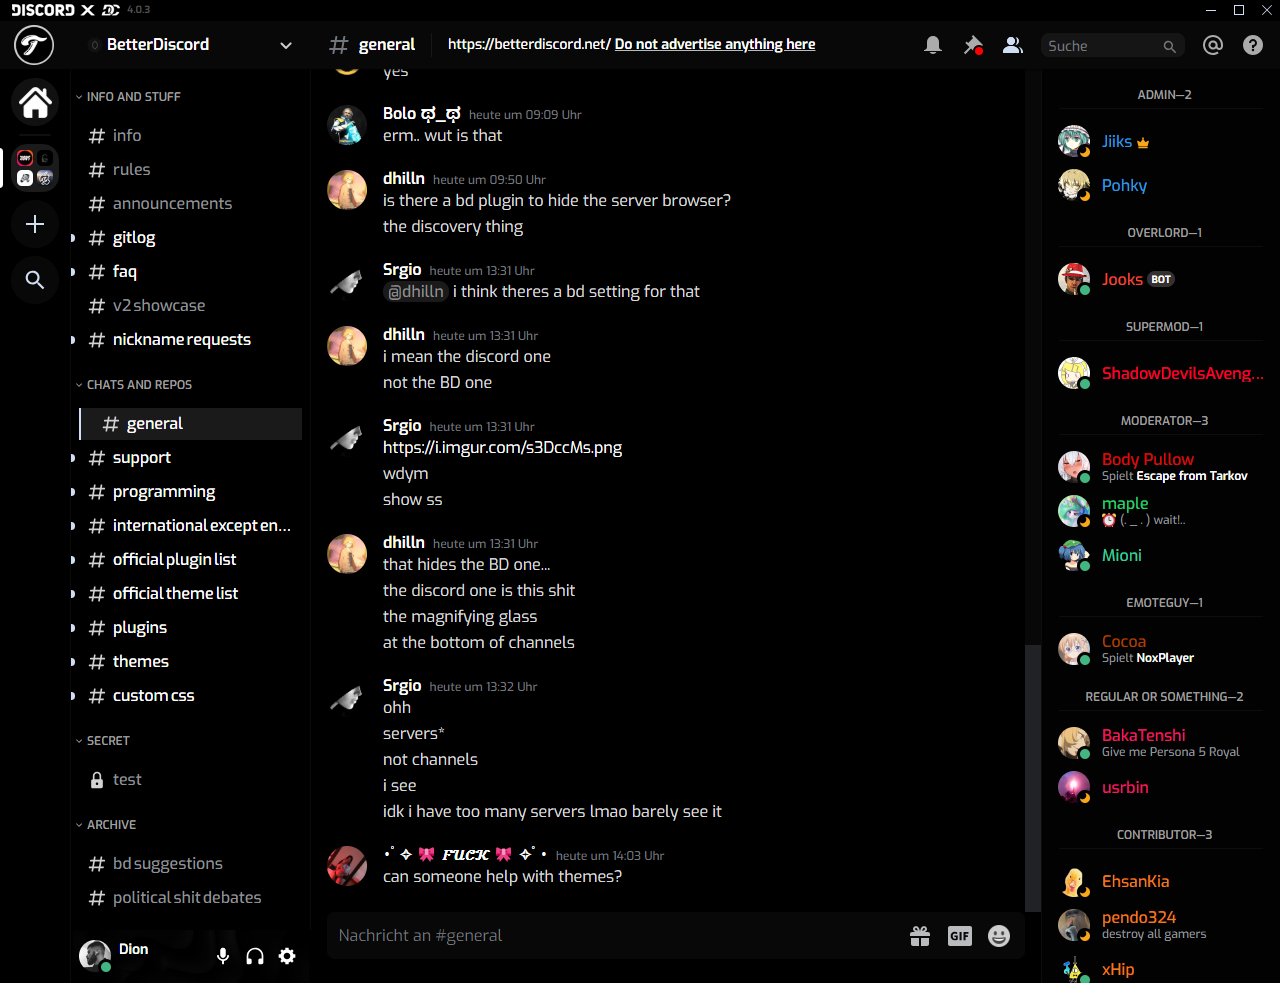 DISCORD X DC 4.0.3
BetterDiscord
general
https://betterdiscord.net/ Do not advertise anything here
Suche
INFO AND STUFF
info
rules
announcements
gitlog
faq
v2 showcase
nickname requests
CHATS AND REPOS
general
support
programming
international except en...
official plugin list
official theme list
plugins
themes
custom css
SECRET
test
ARCHIVE
bd suggestions
political shit debates
Dion
yes
Bolo ಥ_ಥ heute um 09:09 Uhr
erm.. wut is that
dhilln heute um 09:50 Uhr
is there a bd plugin to hide the server browser?
the discovery thing
Srgio heute um 13:31 Uhr
@dhilln i think theres a bd setting for that
dhilln heute um 13:31 Uhr
i mean the discord one
not the BD one
Srgio heute um 13:31 Uhr
https://i.imgur.com/s3DccMs.png
wdym
show ss
dhilln heute um 13:31 Uhr
that hides the BD one...
the discord one is this shit
the magnifying glass
at the bottom of channels
Srgio heute um 13:32 Uhr
ohh
servers*
not channels
i see
idk i have too many servers lmao barely see it
•ﾟ✧ 🎀 𝑭𝑼𝑪𝑲 🎀 ✧ﾟ• heute um 14:03 Uhr
can someone help with themes?
Nachricht an #general
GIF
ADMIN—2
Jiiks
Pohky
OVERLORD—1
Jooks BOT
SUPERMOD—1
ShadowDevilsAveng...
MODERATOR—3
Body Pullow
Spielt Escape from Tarkov
maple
⏰ (. _ . ) wait!..
Mioni
EMOTEGUY—1
Cocoa
Spielt NoxPlayer
REGULAR OR SOMETHING—2
BakaTenshi
Give me Persona 5 Royal
usrbin
CONTRIBUTOR—3
EhsanKia
pendo324
destroy all gamers
xHip